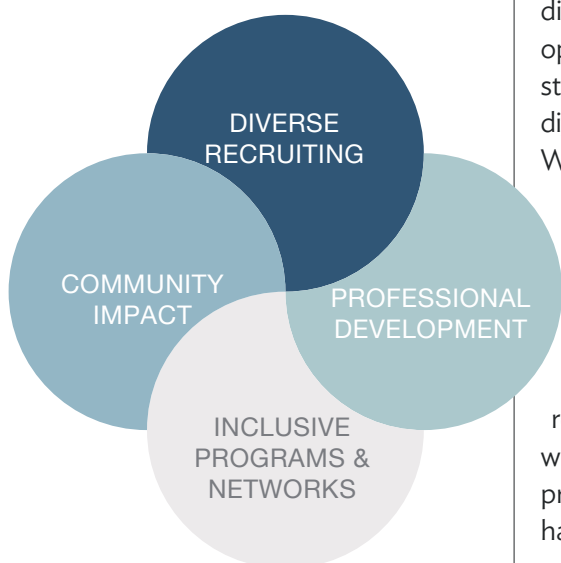 DIVERSE
RECRUITING
COMMUNITY
IMPACT
PROFESSIONAL
DEVELOPMENT
INCLUSIVE
PROGRAMS &
NETWORKS